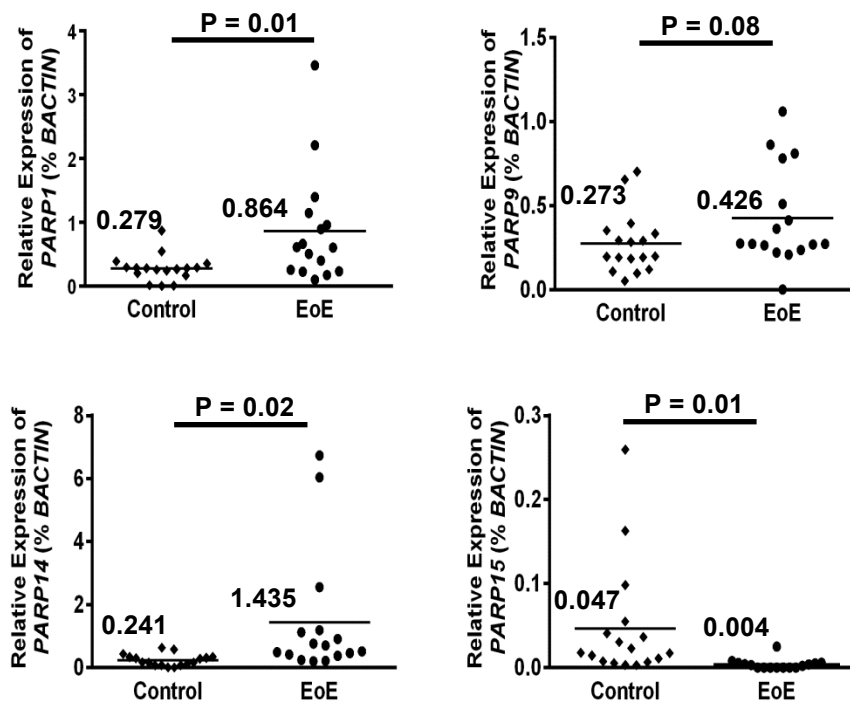 P = 0.01
Relative Expression of
PARP1 (% BACTIN)
4
3
2
1
0
0.279
0.864
Control
EoE
P = 0.08
Relative Expression of
PARP9 (% BACTIN)
1.5
1.0
0.5
0.0
0.273
0.426
Control
EoE
P = 0.02
Relative Expression of
PARP14 (% BACTIN)
8
6
4
2
0
0.241
1.435
Control
EoE
P = 0.01
Relative Expression of
PARP15 (% BACTIN)
0.3
0.2
0.1
0.0
0.047
0.004
Control
EoE